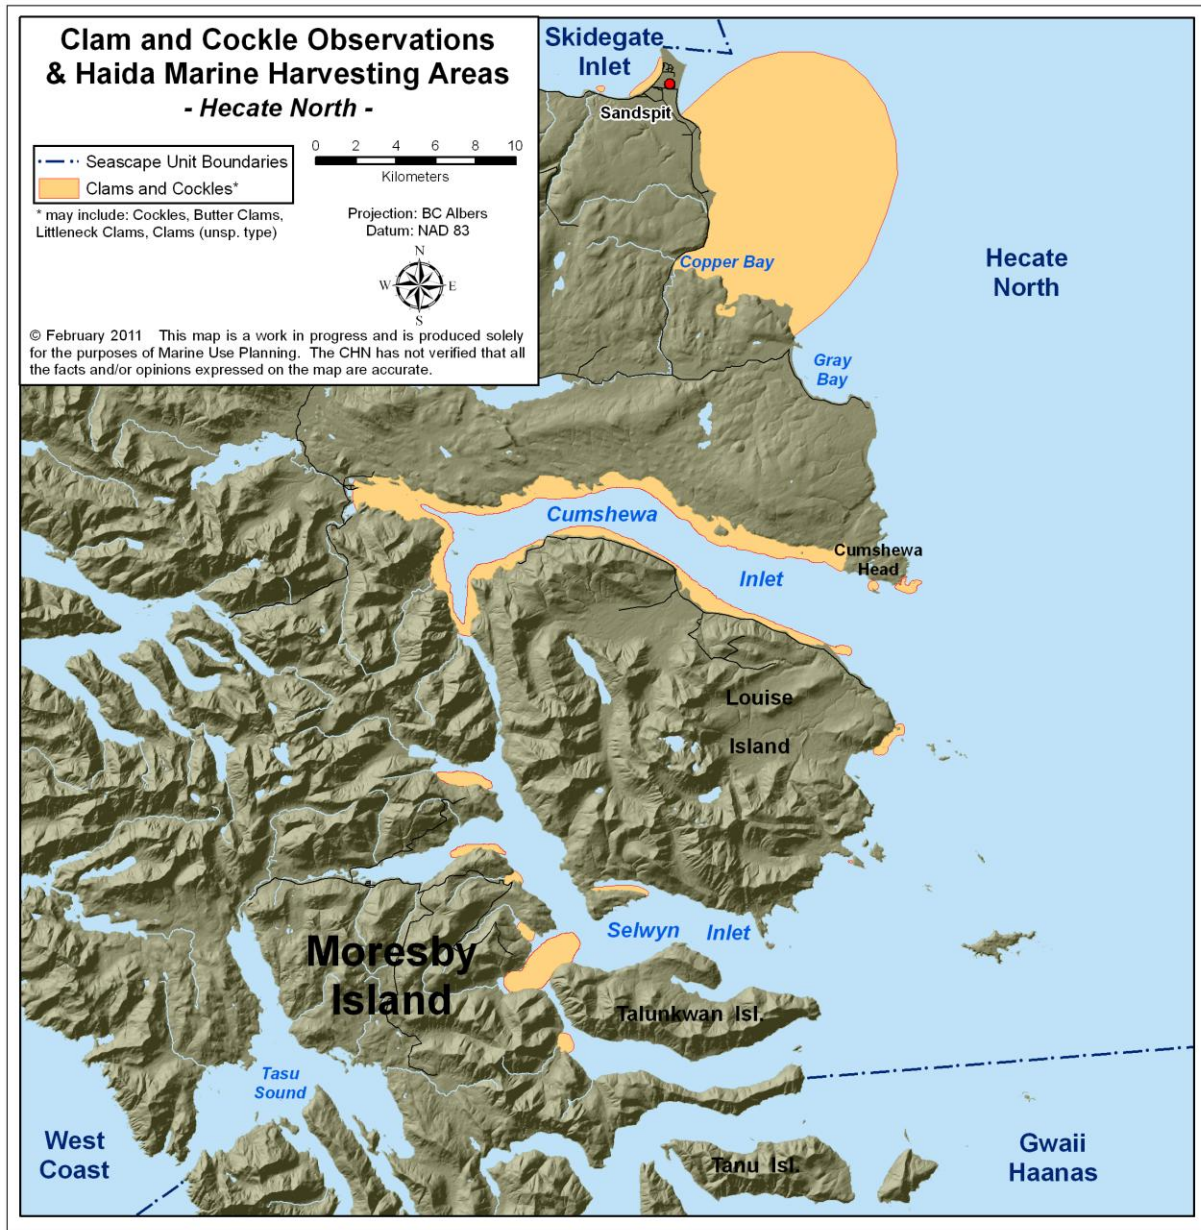 Clam and Cockle Observations
& Haida Marine Harvesting Areas
- Hecate North -
Seascape Unit Boundaries
Clams and Cockles*
* may include: Cockles, Butter Clams,
Littleneck Clams, Clams (unsp. type)
0 2 4 6 8 10
Kilometers
Projection: BC Albers
Datum: NAD 83
N
W E
S
© February 2011 This map is a work in progress and is produced solely
for the purposes of Marine Use Planning. The CHN has not verified that all
the facts and/or opinions expressed on the map are accurate.
Skidegate
Inlet
Sandspit
Copper Bay
Hecate
North
Gray
Bay
Cumshewa
Inlet
Cumshewa
Head
Louise
Island
Selwyn Inlet
Moresby
Island
Talunkwan Isl.
Tasu
Sound
West
Coast
Tanu Isl.
Gwaii
Haanas